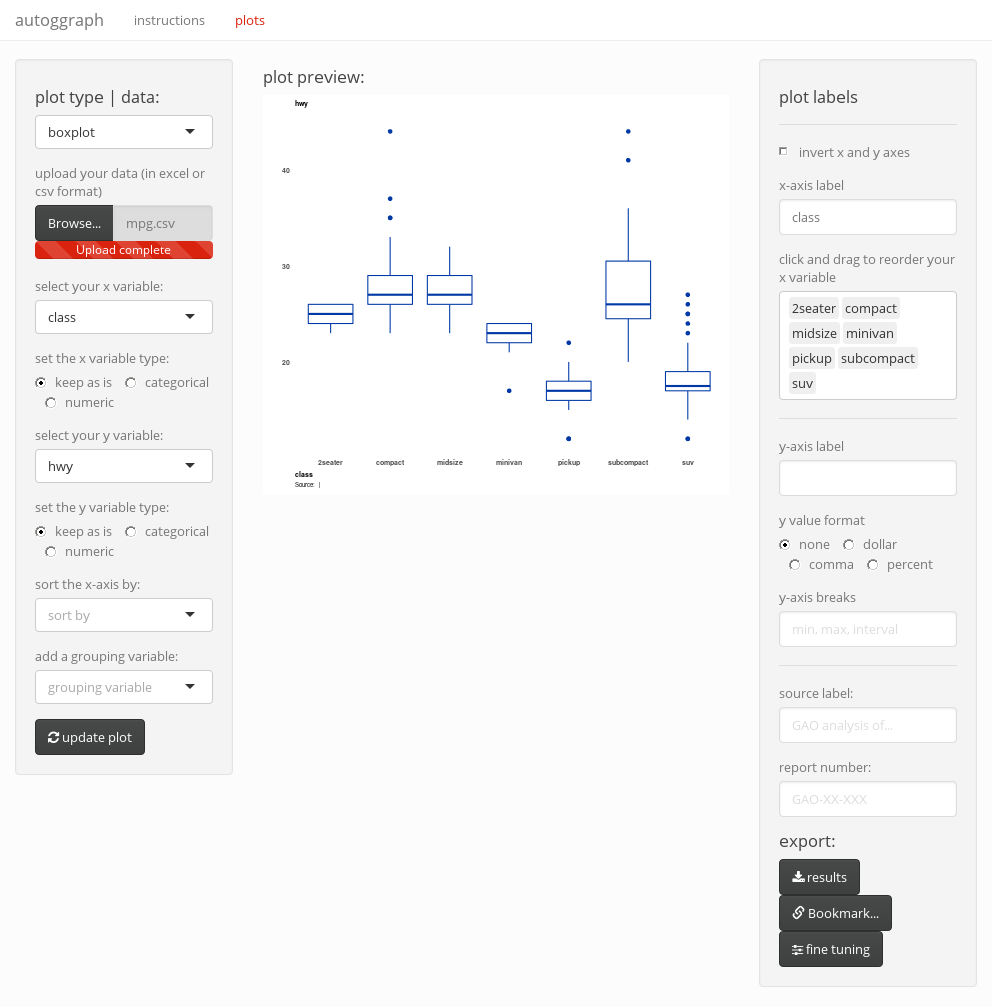 autoggraph
instructions
plots
plot type | data:
boxplot
upload your data (in excel or
csv format)
Browse...
mpg.csv
Upload complete
select your x variable:
class
set the x variable type:
keep as is categorical
numeric
select your y variable:
hwy
set the y variable type:
keep as is categorical
numeric
sort the x-axis by:
sort by
add a grouping variable:
grouping variable
update plot
plot preview:
hwy
40
30
20
2seater compact midsize minivan pickup subcompact suv
class
Source: |
plot labels
invert x and y axes
x-axis label
class
click and drag to reorder your
x variable
2seater compact
midsize minivan
pickup subcompact
suv
y-axis label
y value format
none dollar
comma percent
y-axis breaks
min, max, interval
source label:
GAO analysis of...
report number:
GAO-XX-XXX
export:
results
Bookmark...
fine tuning